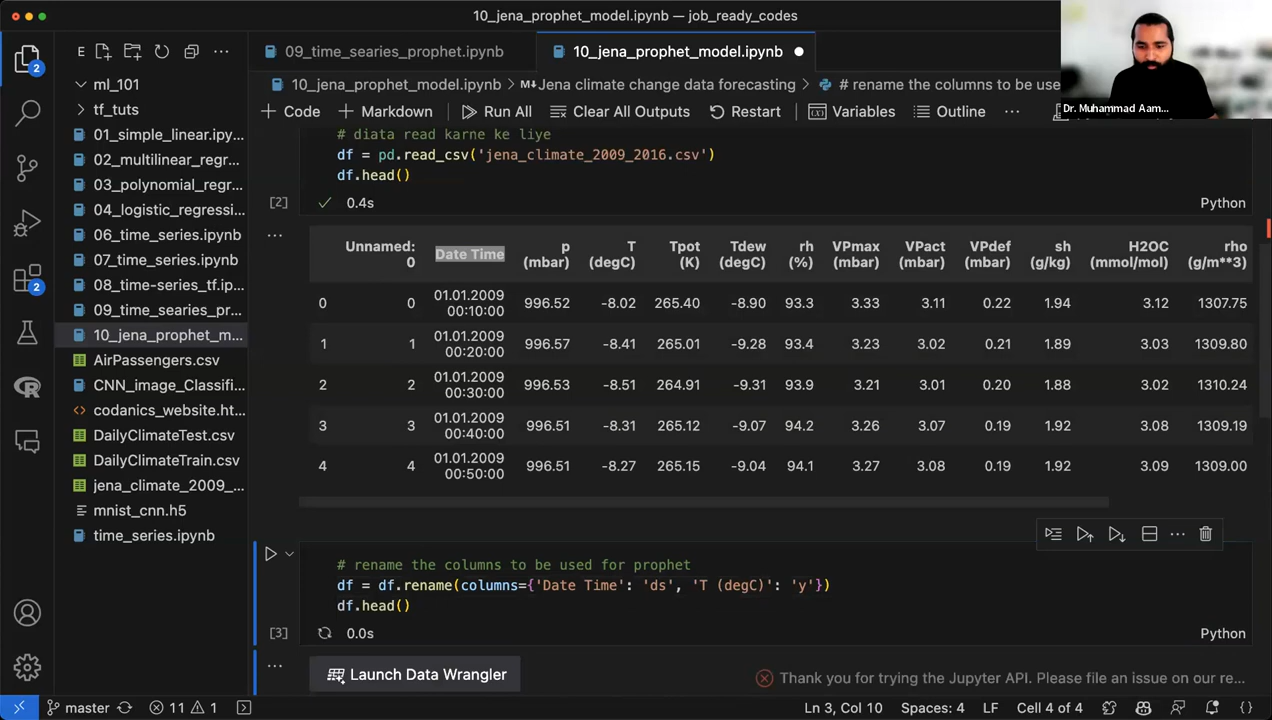 10_jena_prophet_model.ipynb — job_ready_codes
E
09_time_searies_prophet.ipynb
10_jena_prophet_model.ipynb
10_jena_prophet_model.ipynb > M↓Jena climate change data forecasting > # rename the columns to be use
Dr. Muhammad Aam...
+ Code + Markdown Run All Clear All Outputs Restart Variables Outline ...
2
2
ml_101
tf_tuts
01_simple_linear.ipy...
02_multilinear_regr...
03_polynomial_regr...
04_logistic_regressi...
06_time_series.ipynb
07_time_series.ipynb
08_time-series_tf.ip...
09_time_searies_pr...
10_jena_prophet_m...
AirPassengers.csv
CNN_image_Classifi...
codanics_website.ht...
DailyClimateTest.csv
DailyClimateTrain.csv
jena_climate_2009_...
mnist_cnn.h5
time_series.ipynb
# diata read karne ke liye
df = pd.read_csv('jena_climate_2009_2016.csv')
df.head()
[2] 0.4s Python
Unnamed: 0 Date Time p (mbar) T (degC) Tpot (K) Tdew (degC) rh (%) VPmax (mbar) VPact (mbar) VPdef (mbar) sh (g/kg) H2OC (mmol/mol) rho (g/m**3)
0 0 01.01.2009 00:10:00 996.52 -8.02 265.40 -8.90 93.3 3.33 3.11 0.22 1.94 3.12 1307.75
1 1 01.01.2009 00:20:00 996.57 -8.41 265.01 -9.28 93.4 3.23 3.02 0.21 1.89 3.03 1309.80
2 2 01.01.2009 00:30:00 996.53 -8.51 264.91 -9.31 93.9 3.21 3.01 0.20 1.88 3.02 1310.24
3 3 01.01.2009 00:40:00 996.51 -8.31 265.12 -9.07 94.2 3.26 3.07 0.19 1.92 3.08 1309.19
4 4 01.01.2009 00:50:00 996.51 -8.27 265.15 -9.04 94.1 3.27 3.08 0.19 1.92 3.09 1309.00
# rename the columns to be used for prophet
df = df.rename(columns={'Date Time': 'ds', 'T (degC)': 'y'})
df.head()
[3] 0.0s Python
Launch Data Wrangler
Thank you for trying the Jupyter API. Please file an issue on our re...
master 11 1 Ln 3, Col 10 Spaces: 4 LF Cell 4 of 4